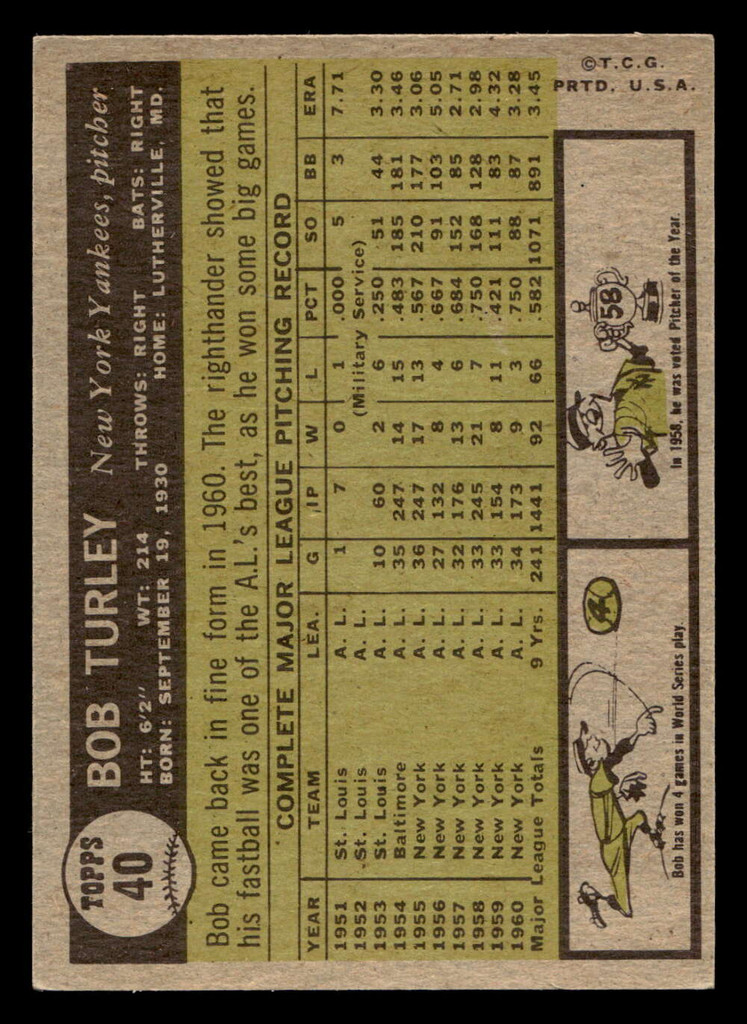 TOPPS
40
BOB TURLEY New York Yankees, pitcher
HT: 6'2" WT: 214 THROWS: RIGHT BATS: RIGHT
BORN: SEPTEMBER 19, 1930 HOME: LUTHERVILLE, MD.
Bob came back in fine form in 1960. The righthander showed that
his fastball was one of the A.L.'s best, as he won some big games.
COMPLETE MAJOR LEAGUE PITCHING RECORD
YEAR TEAM LEA. G IP W L PCT SO BB ERA
1951 St. Louis A. L. 1 7 0 1 .000 5 3 7.71
1952 St. Louis A. L. (Military Service)
1953 St. Louis A. L. 10 60 2 6 .250 51 44 3.30
1954 Baltimore A. L. 35 247 14 15 .483 185 181 3.46
1955 New York A. L. 36 247 17 13 .567 210 177 3.06
1956 New York A. L. 27 132 8 4 .667 91 103 5.05
1957 New York A. L. 32 176 13 6 .684 152 85 2.71
1958 New York A. L. 33 245 21 7 .750 168 128 2.98
1959 New York A. L. 33 154 8 11 .421 111 83 4.32
1960 New York A. L. 34 173 9 3 .750 88 87 3.28
Major League Totals 9 Yrs. 241 1441 92 66 .582 1071 891 3.45
Bob has won 4 games in World Series play.
58
In 1958, he was voted Pitcher of the Year.
©T.C.G.
PRTD. U.S.A.